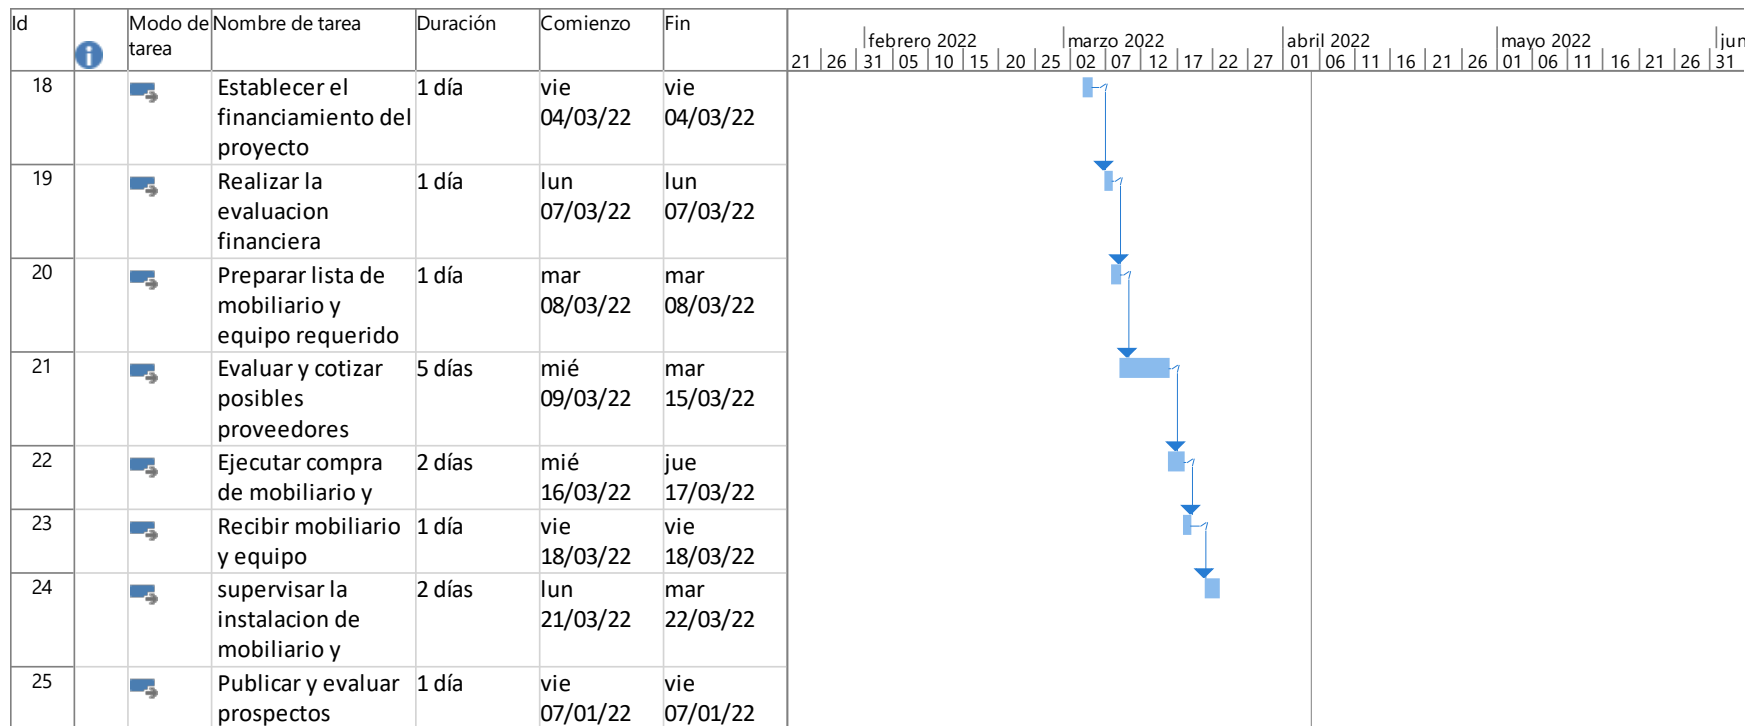 Id
Modo de
tarea
Nombre de tarea
Duración
Comienzo
Fin
febrero 2022 marzo 2022 abril 2022 mayo 2022 jun
21 26 31 05 10 15 20 25 02 07 12 17 22 27 01 06 11 16 21 26 01 06 11 16 21 26 31
18 Establecer el 1 día vie vie
financiamiento del 04/03/22 04/03/22
proyecto
19 Realizar la 1 día lun lun
evaluacion 07/03/22 07/03/22
financiera
20 Preparar lista de 1 día mar mar
mobiliario y 08/03/22 08/03/22
equipo requerido
21 Evaluar y cotizar 5 días mié mar
posibles 09/03/22 15/03/22
proveedores
22 Ejecutar compra 2 días mié jue
de mobiliario y 16/03/22 17/03/22
23 Recibir mobiliario 1 día vie vie
y equipo 18/03/22 18/03/22
24 supervisar la 2 días lun mar
instalacion de 21/03/22 22/03/22
mobiliario y
25 Publicar y evaluar 1 día vie vie
prospectos 07/01/22 07/01/22